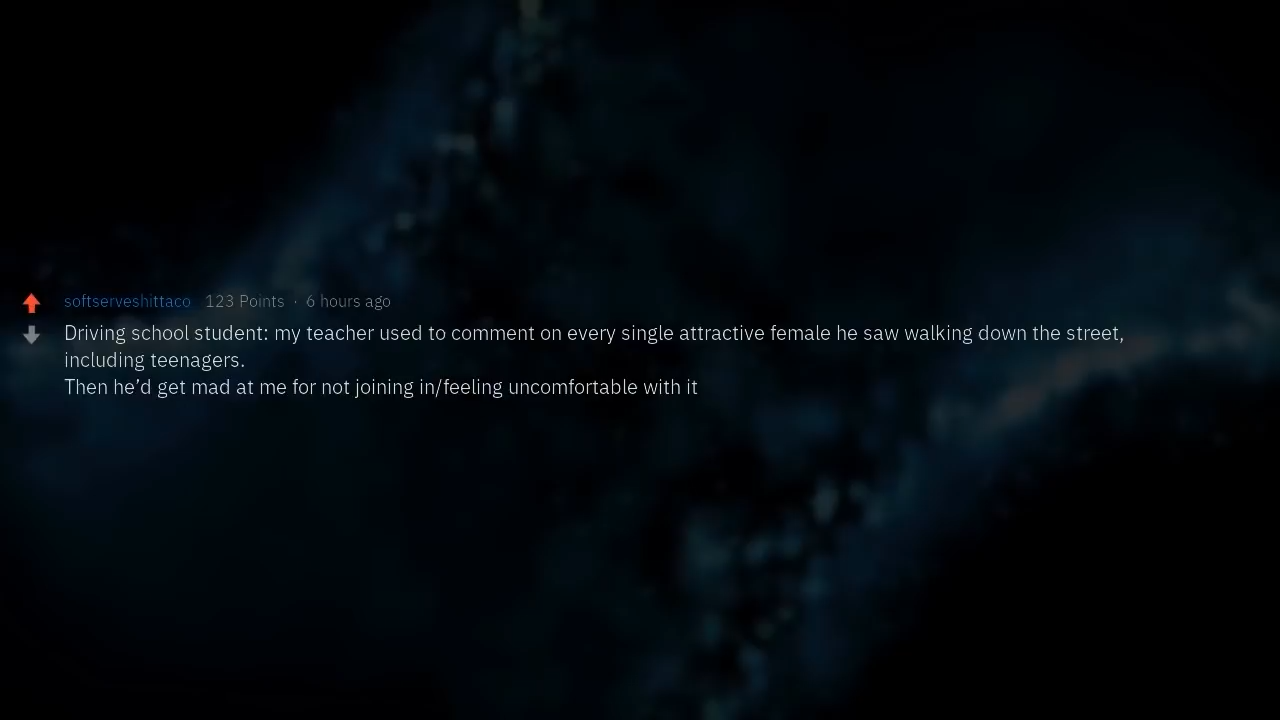 softserveshittaco 123 Points · 6 hours ago
Driving school student: my teacher used to comment on every single attractive female he saw walking down the street,
including teenagers.
Then he’d get mad at me for not joining in/feeling uncomfortable with it